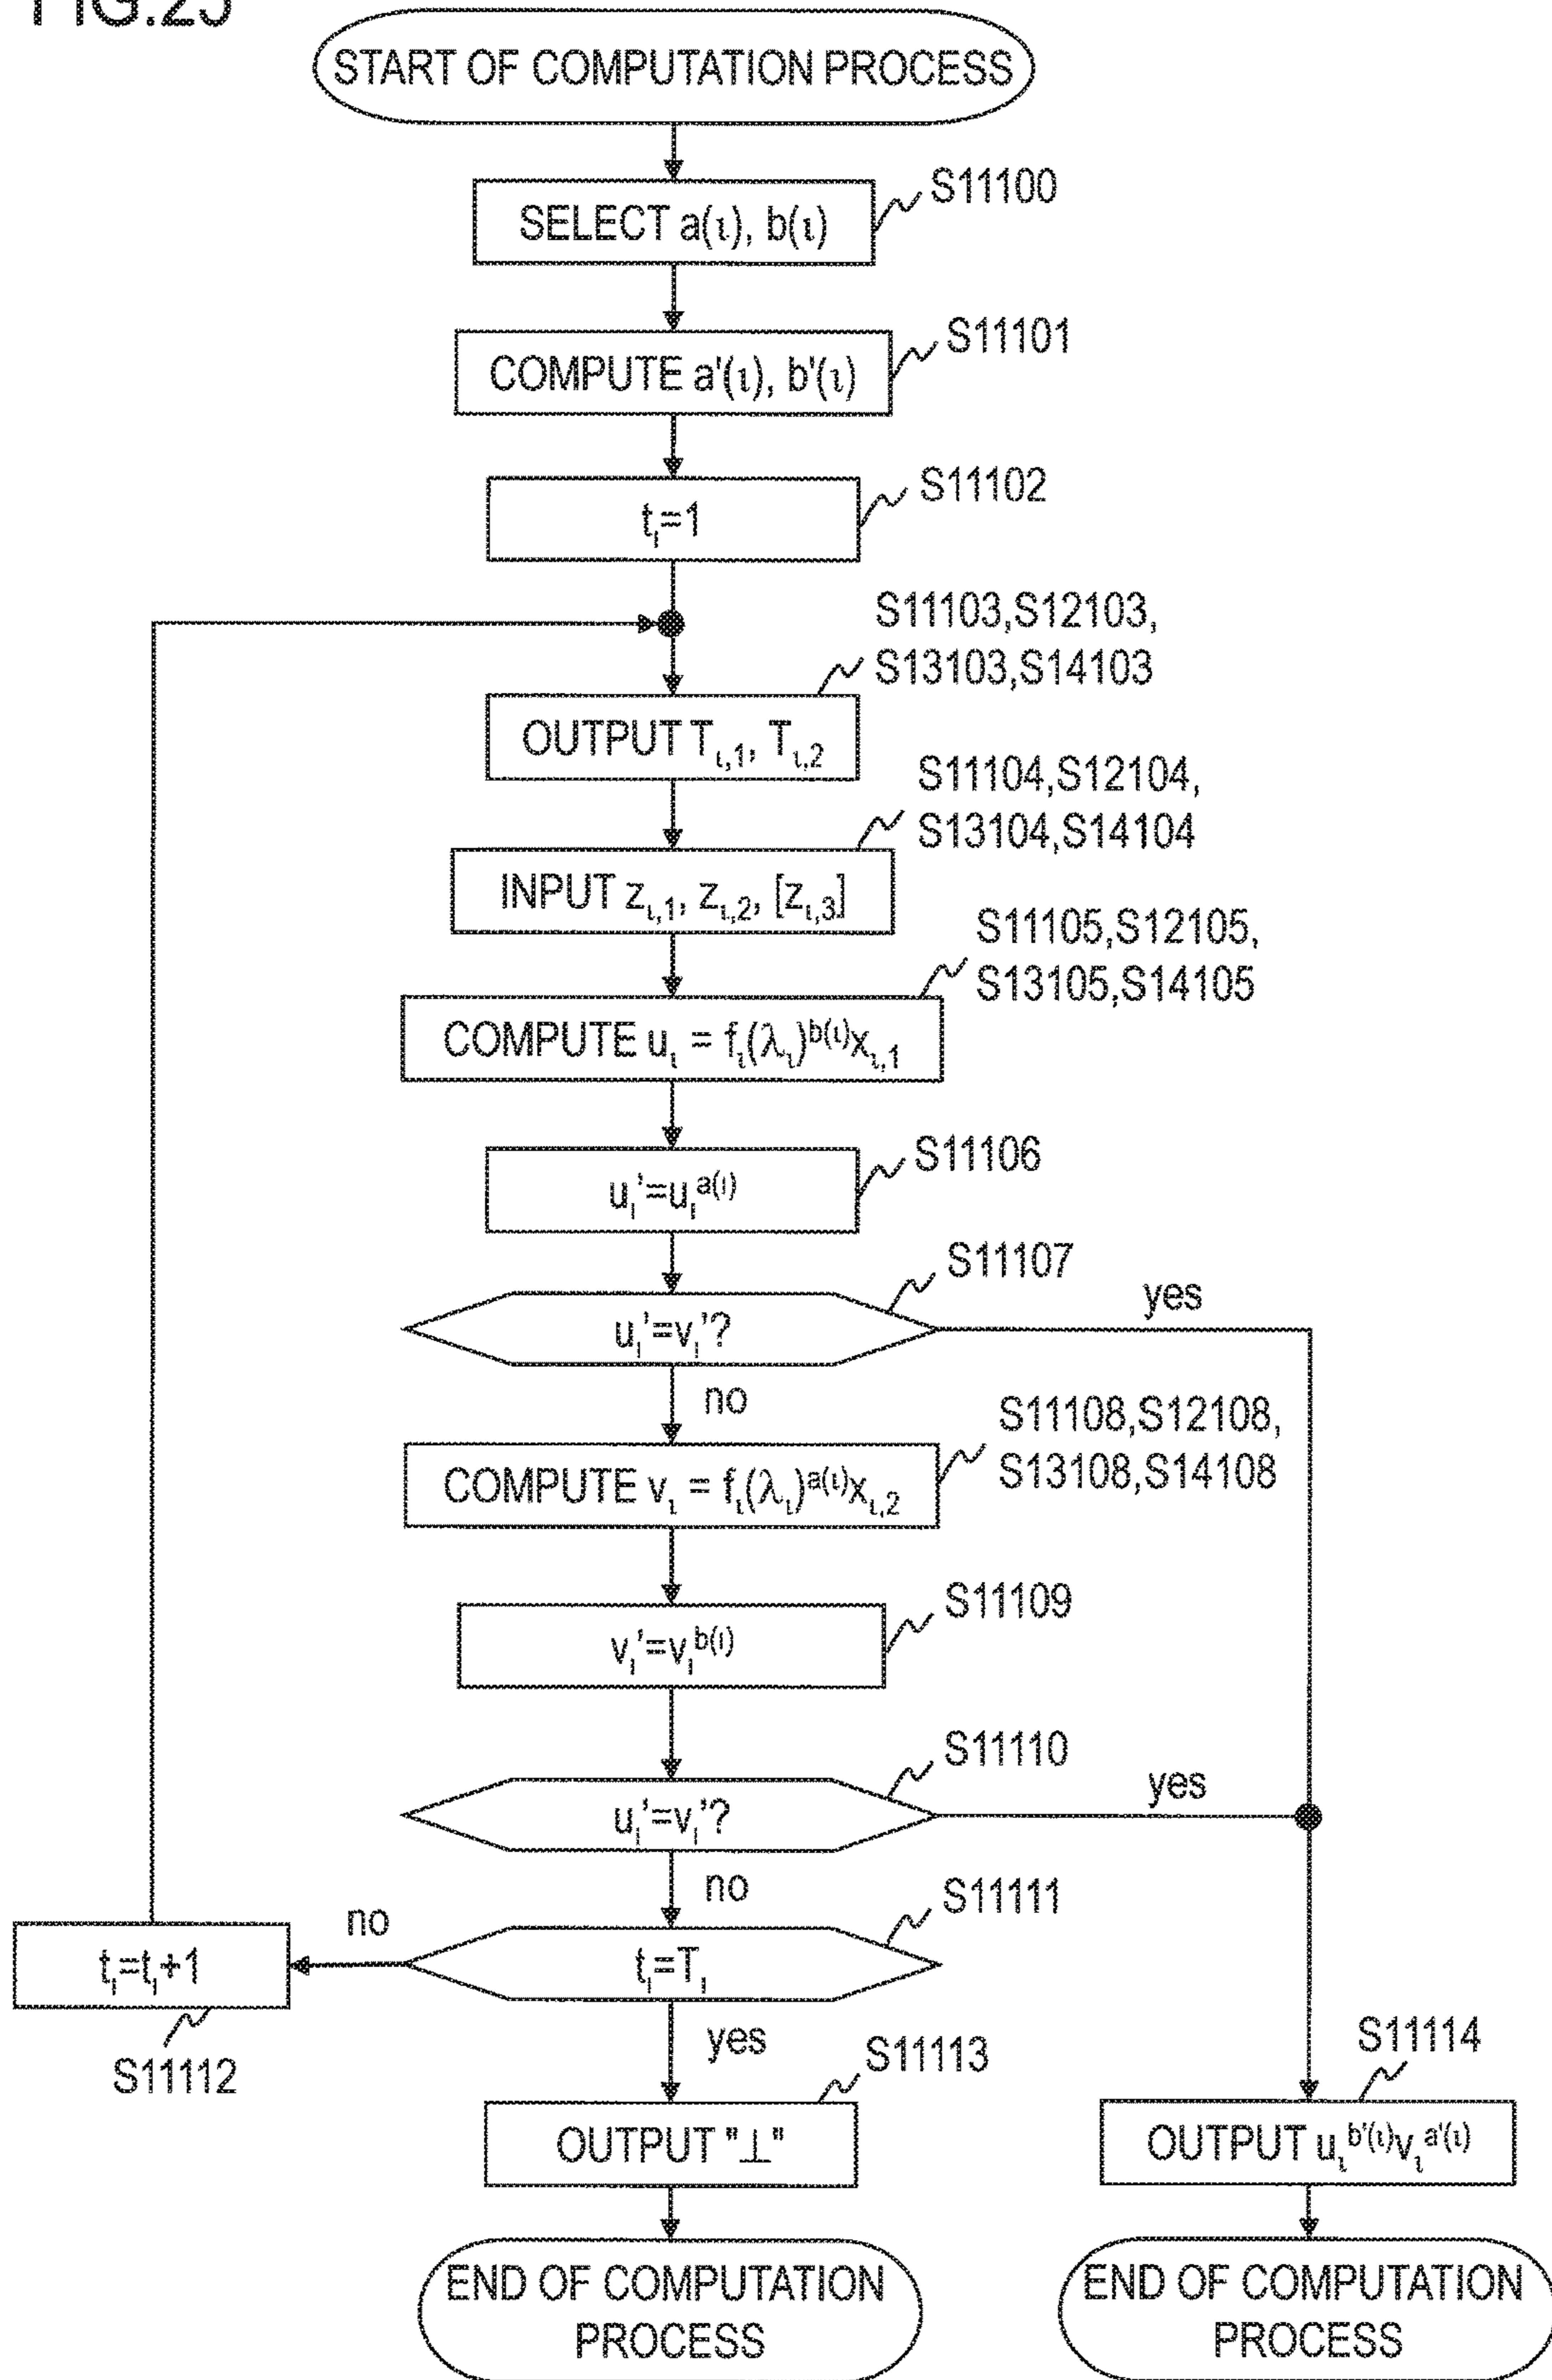 FIG.25
START OF COMPUTATION PROCESS
S11100
SELECT a(ι), b(ι)
S11101
COMPUTE a'(ι), b'(ι)
S11102
tι=1
S11103,S12103,
S13103,S14103
OUTPUT Tι,1, Tι,2
S11104,S12104,
S13104,S14104
INPUT zι,1, zι,2, [zι,3]
S11105,S12105,
S13105,S14105
COMPUTE uι = fι(λι)b(ι)xι,1
S11106
uι'=uιa(ι)
S11107
uι'=vι'?
yes
no
S11108,S12108,
S13108,S14108
COMPUTE vι = fι(λι)a(ι)xι,2
S11109
vι'=vιb(ι)
S11110
uι'=vι'?
yes
no
S11111
tι=Tι
no
tι=tι+1
S11112
yes
S11113
OUTPUT "⊥"
S11114
OUTPUT uιb'(ι)vιa'(ι)
END OF COMPUTATION
PROCESS
END OF COMPUTATION
PROCESS